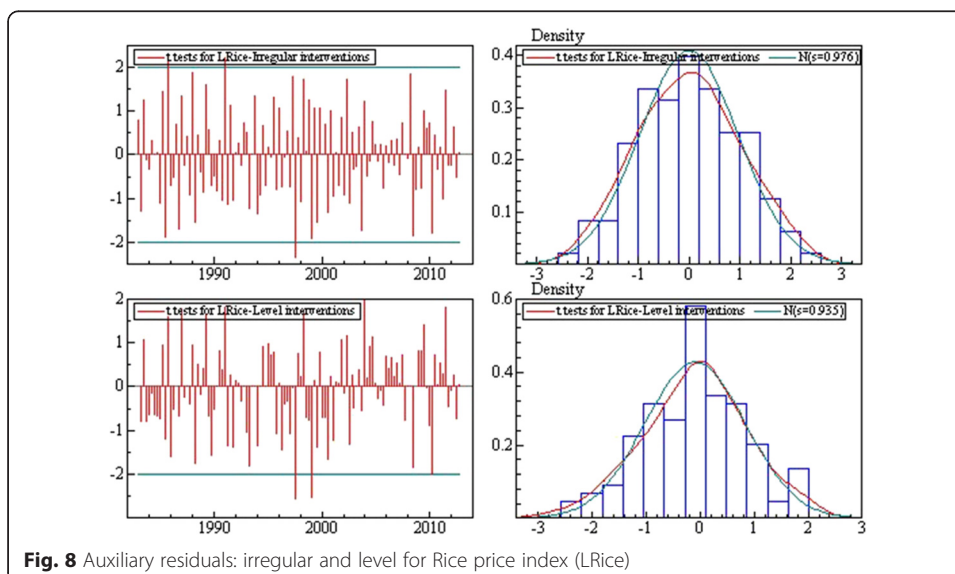 t tests for LRice-Irregular interventions
2
1
0
-1
-2
1990 2000 2010
Density
t tests for LRice-Irregular interventions N(s=0.976)
0.4
0.3
0.2
0.1
-3 -2 -1 0 1 2 3
t tests for LRice-Level interventions
2
1
0
-1
-2
1990 2000 2010
Density
0.6
t tests for LRice-Level interventions N(s=0.935)
0.4
0.2
-3 -2 -1 0 1 2 3
Fig. 8 Auxiliary residuals: irregular and level for Rice price index (LRice)